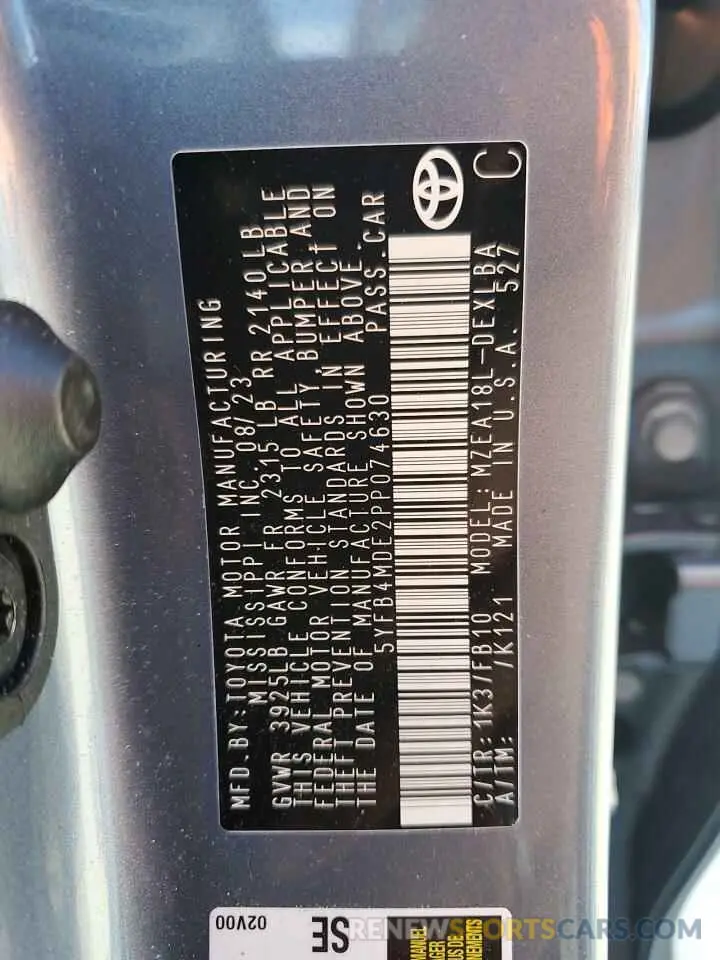 MFD.BY:TOYOTA MOTOR MANUFACTURING
MISSISSIPPI INC. 08/23
GVWR 3925LB GAWR FR 2315 LB RR 2140LB
THIS VEHICLE CONFORMS TO ALL APPLICABLE
FEDERAL MOTOR VEHICLE SAFETY, BUMPER AND
THEFT PREVENTION STANDARDS IN EFFECT ON
THE DATE OF MANUFACTURE SHOWN ABOVE.
5YFB4MDE2PP074630 PASS.CAR
C/TR:1K3/FB10 MODEL:MZEA18L-DEXLBA
A/TM: /K121 MADE IN U.S.A. 527
C
02V00
SE
MANUEL
RENEWSPORTSCARS.COM